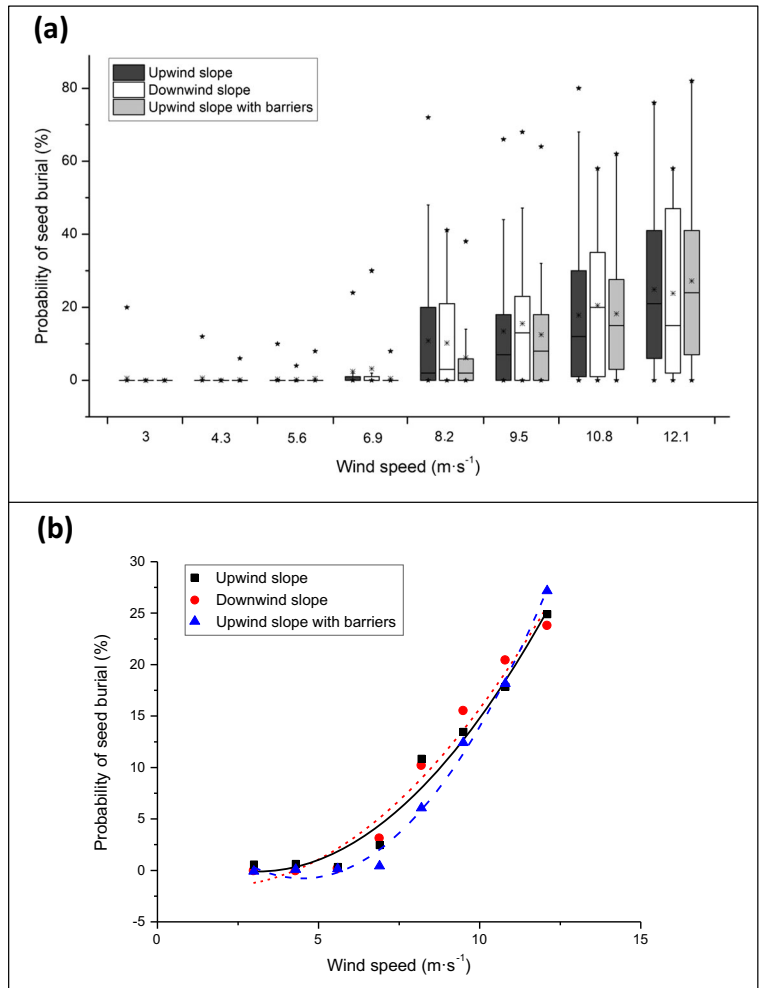 (a)
Upwind slope
Downwind slope
Upwind slope with barriers
Probability of seed burial (%)
80
60
40
20
0
3 4.3 5.6 6.9 8.2 9.5 10.8 12.1
Wind speed (m·s⁻¹)
(b)
Upwind slope
Downwind slope
Upwind slope with barriers
Probability of seed burial (%)
30
25
20
15
10
5
0
-5
0 5 10 15
Wind speed (m·s⁻¹)